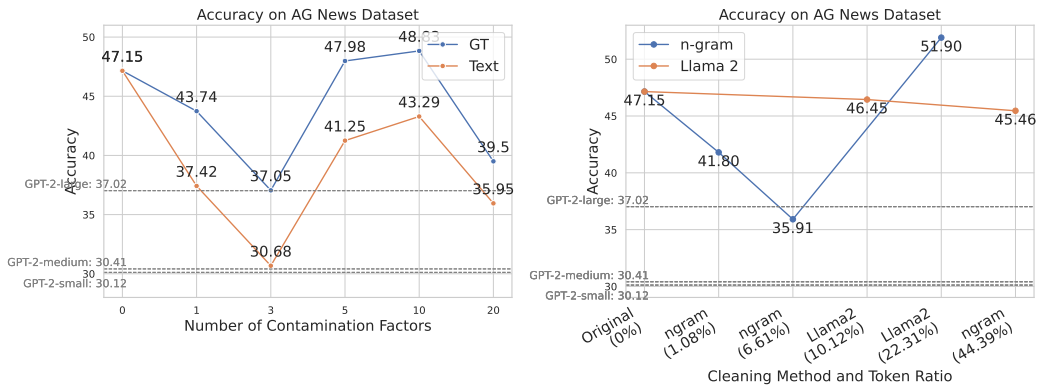 Accuracy on AG News Dataset
50
45
40
35
30
Accuracy
47.15
43.74
37.05
47.98
48.83
39.5
37.42
30.68
41.25
43.29
35.95
GT
Text
GPT-2-large: 37.02
GPT-2-medium: 30.41
GPT-2-small: 30.12
0 1 3 5 10 20
Number of Contamination Factors
Accuracy on AG News Dataset
50
45
40
35
30
Accuracy
n-gram
Llama 2
47.15
41.80
35.91
46.45
51.90
45.46
GPT-2-large: 37.02
GPT-2-medium: 30.41
GPT-2-small: 30.12
Original
(0%)
ngram
(1.08%)
ngram
(6.61%)
Llama2
(10.12%)
Llama2
(22.31%)
ngram
(44.39%)
Cleaning Method and Token Ratio